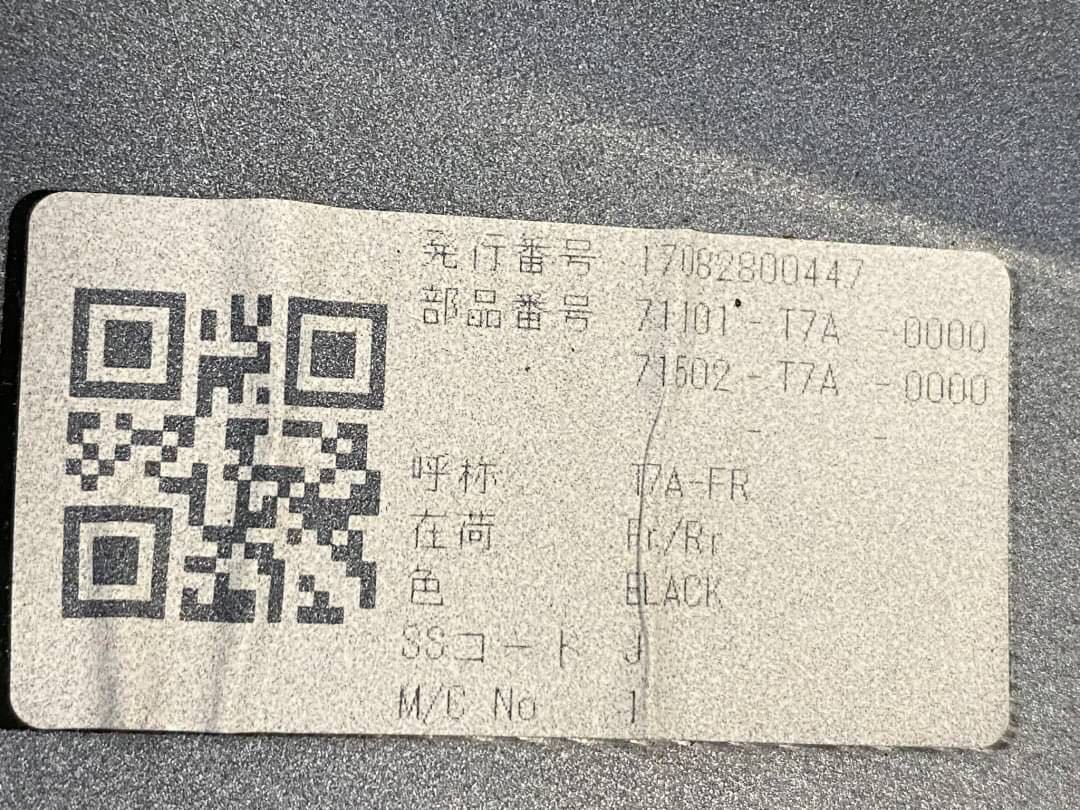 発行番号 17082800447
部品番号 71101-T7A -0000
71502-T7A -0000
- -
呼称 T7A-FR
在荷 Fr/Rr
色 BLACK
SSコード J
M/C No 1